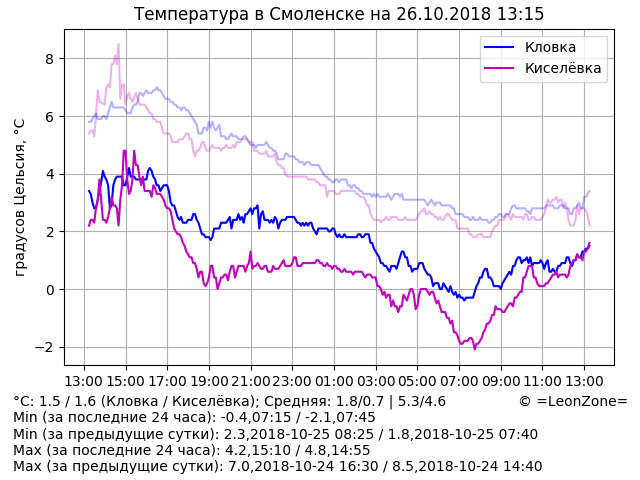 Температура в Смоленске на 26.10.2018 13:15
Кловка
Киселёвка
градусов Цельсия, °C
8
6
4
2
0
−2
13:00 15:00 17:00 19:00 21:00 23:00 01:00 03:00 05:00 07:00 09:00 11:00 13:00
°C: 1.5 / 1.6 (Кловка / Киселёвка); Средняя: 1.8/0.7 | 5.3/4.6 © =LeonZone=
Min (за последние 24 часа): -0.4,07:15 / -2.1,07:45
Min (за предыдущие сутки): 2.3,2018-10-25 08:25 / 1.8,2018-10-25 07:40
Max (за последние 24 часа): 4.2,15:10 / 4.8,14:55
Max (за предыдущие сутки): 7.0,2018-10-24 16:30 / 8.5,2018-10-24 14:40